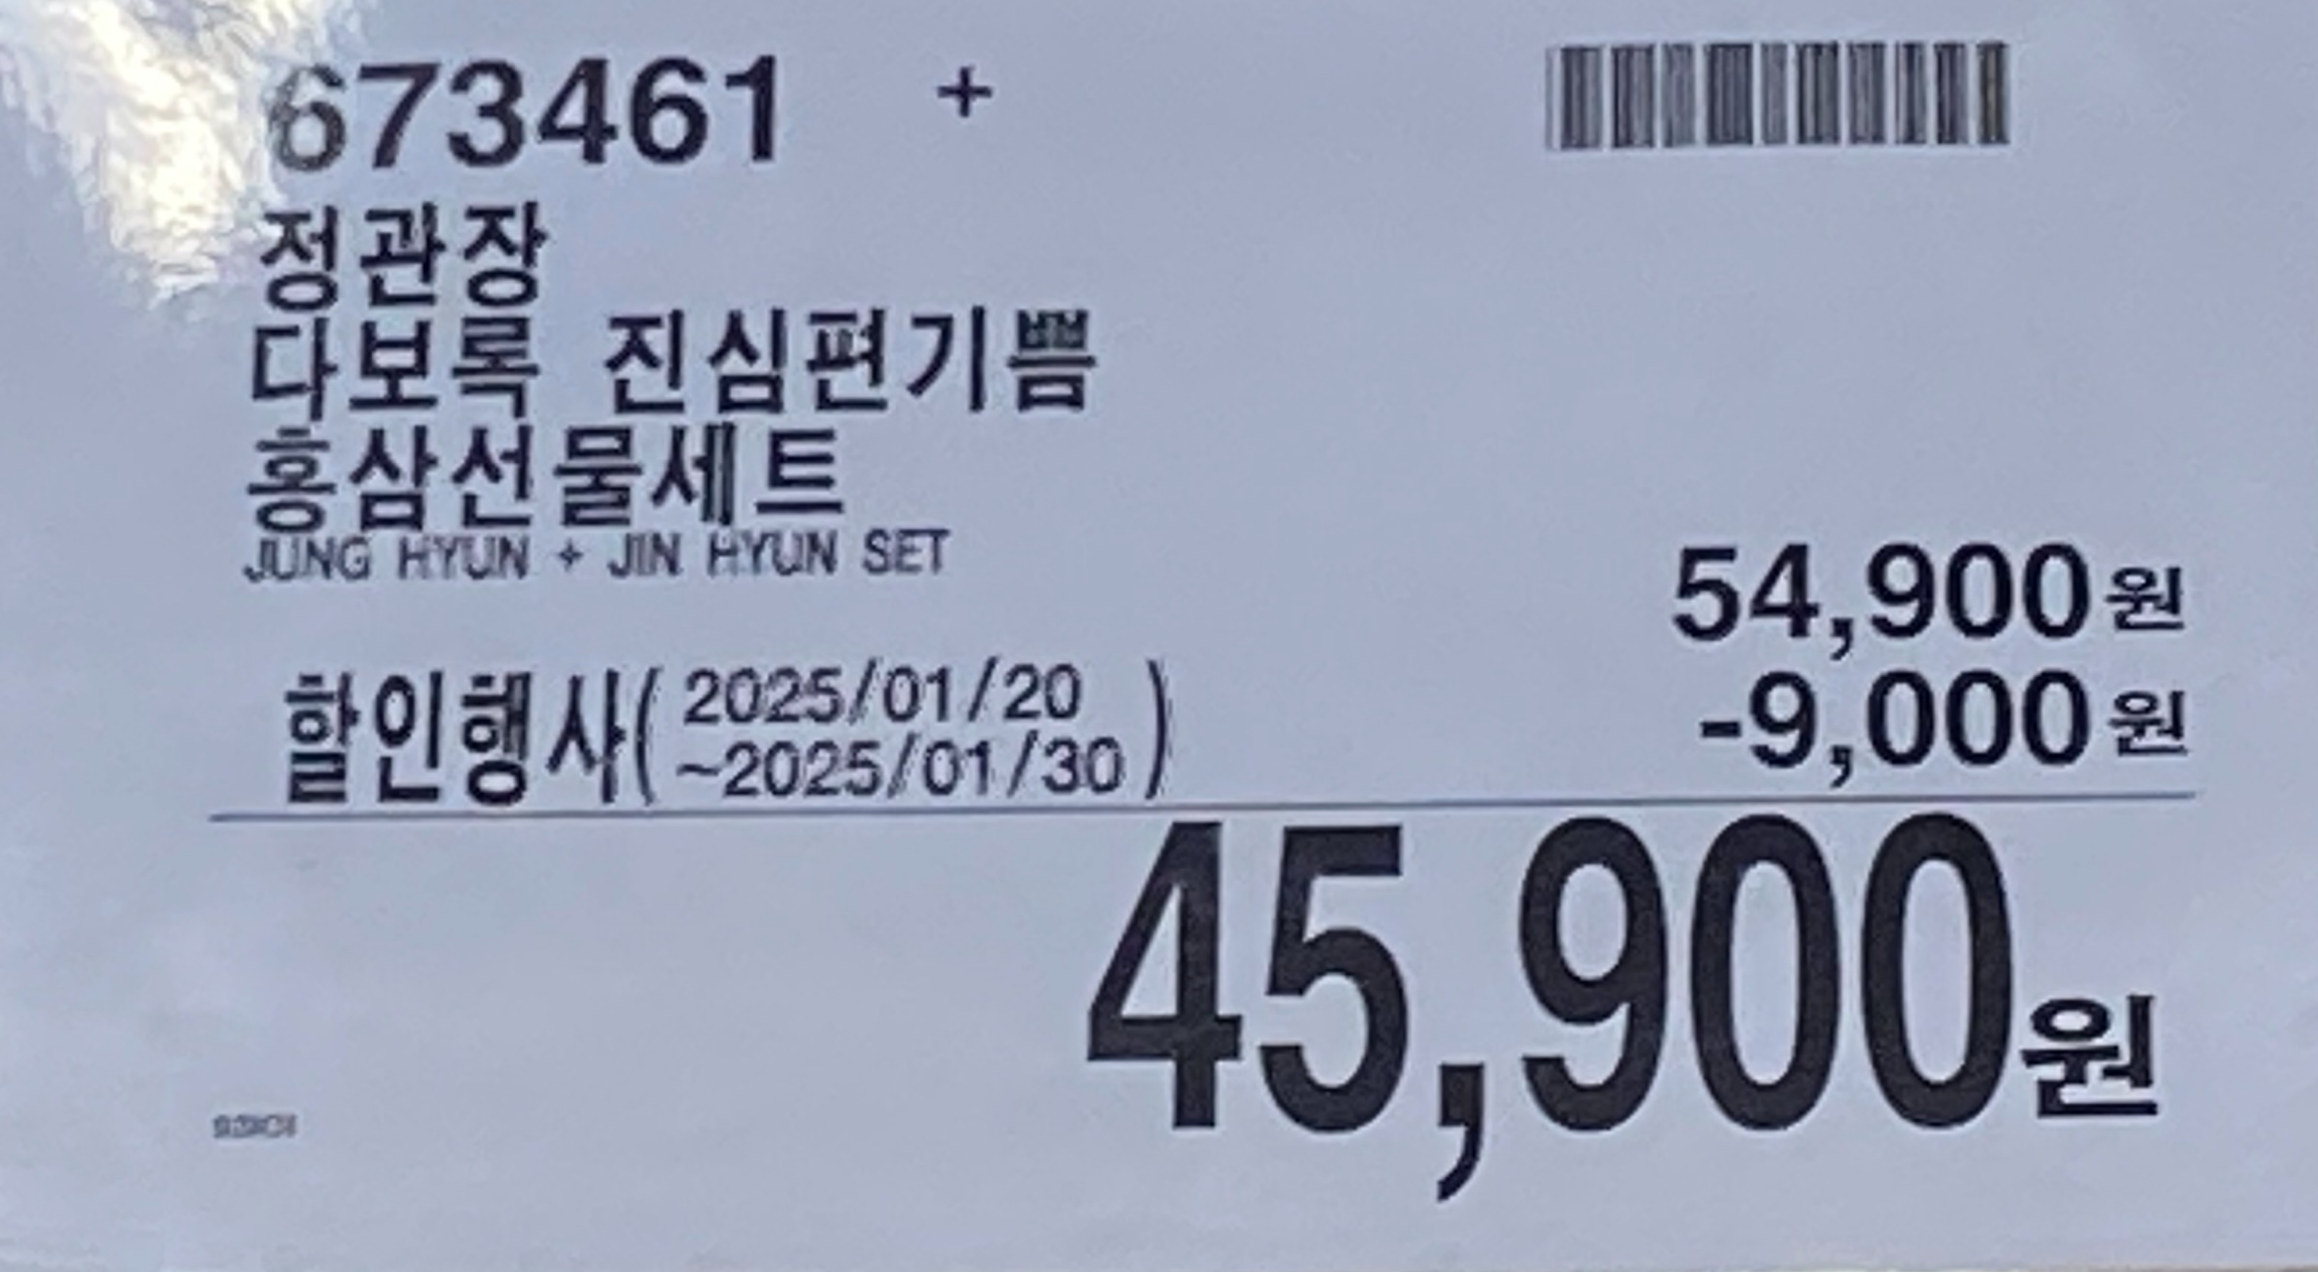 673461 +
정관장
다보록 진심편기쁨
홍삼선물세트
JUNG HYUN + JIN HYUN SET
54,900원
할인행사(2025/01/20
~2025/01/30)
-9,000원
45,900원